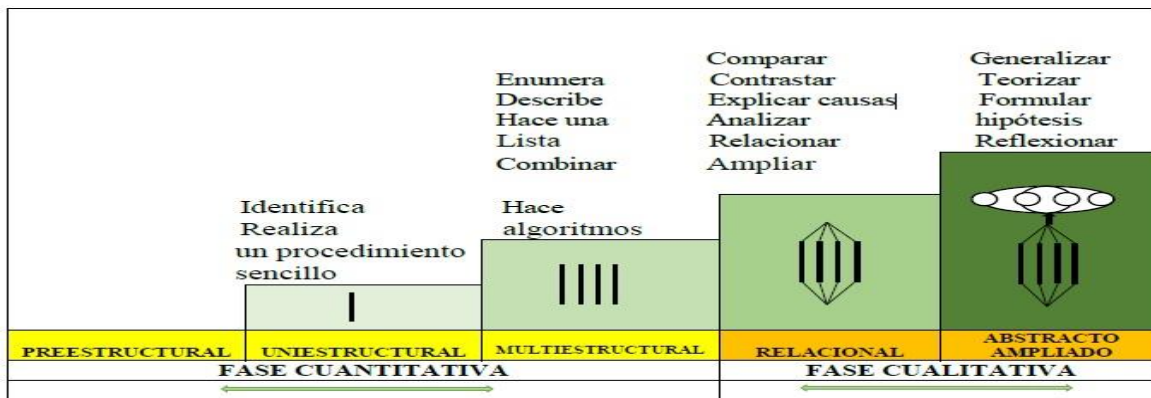 Identifica
Realiza
un procedimiento
sencillo
Enumera
Describe
Hace una
Lista
Combinar
Hace
algoritmos
Comparar
Contrastar
Explicar causas
Analizar
Relacionar
Ampliar
Generalizar
Teorizar
Formular
hipótesis
Reflexionar
PREESTRUCTURAL
UNIESTRUCTURAL
MULTIESTRUCTURAL
RELACIONAL
ABSTRACTO
AMPLIADO
FASE CUANTITATIVA
FASE CUALITATIVA